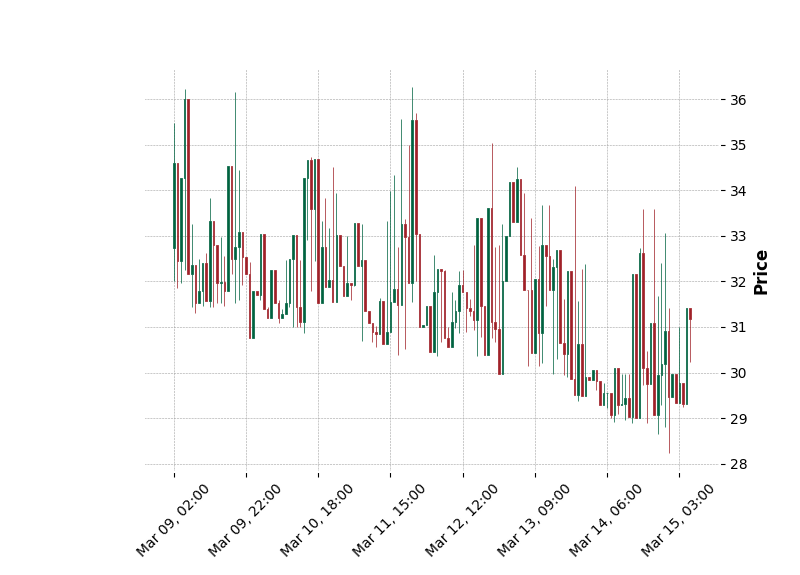 36
35
34
33
32
31
30
29
28
Price
Mar 09, 02:00
Mar 09, 22:00
Mar 10, 18:00
Mar 11, 15:00
Mar 12, 12:00
Mar 13, 09:00
Mar 14, 06:00
Mar 15, 03:00